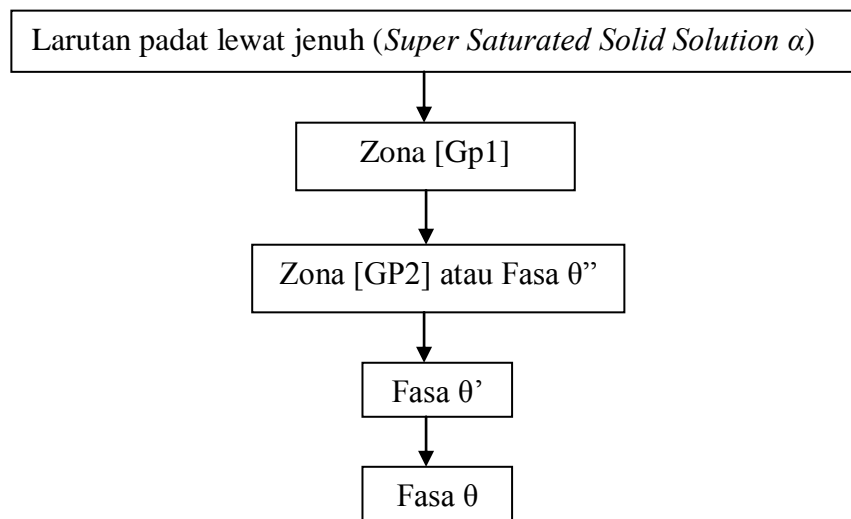 Larutan padat lewat jenuh (Super Saturated Solid Solution α)
Zona [Gp1]
Zona [GP2] atau Fasa θ”
Fasa θ’
Fasa θ